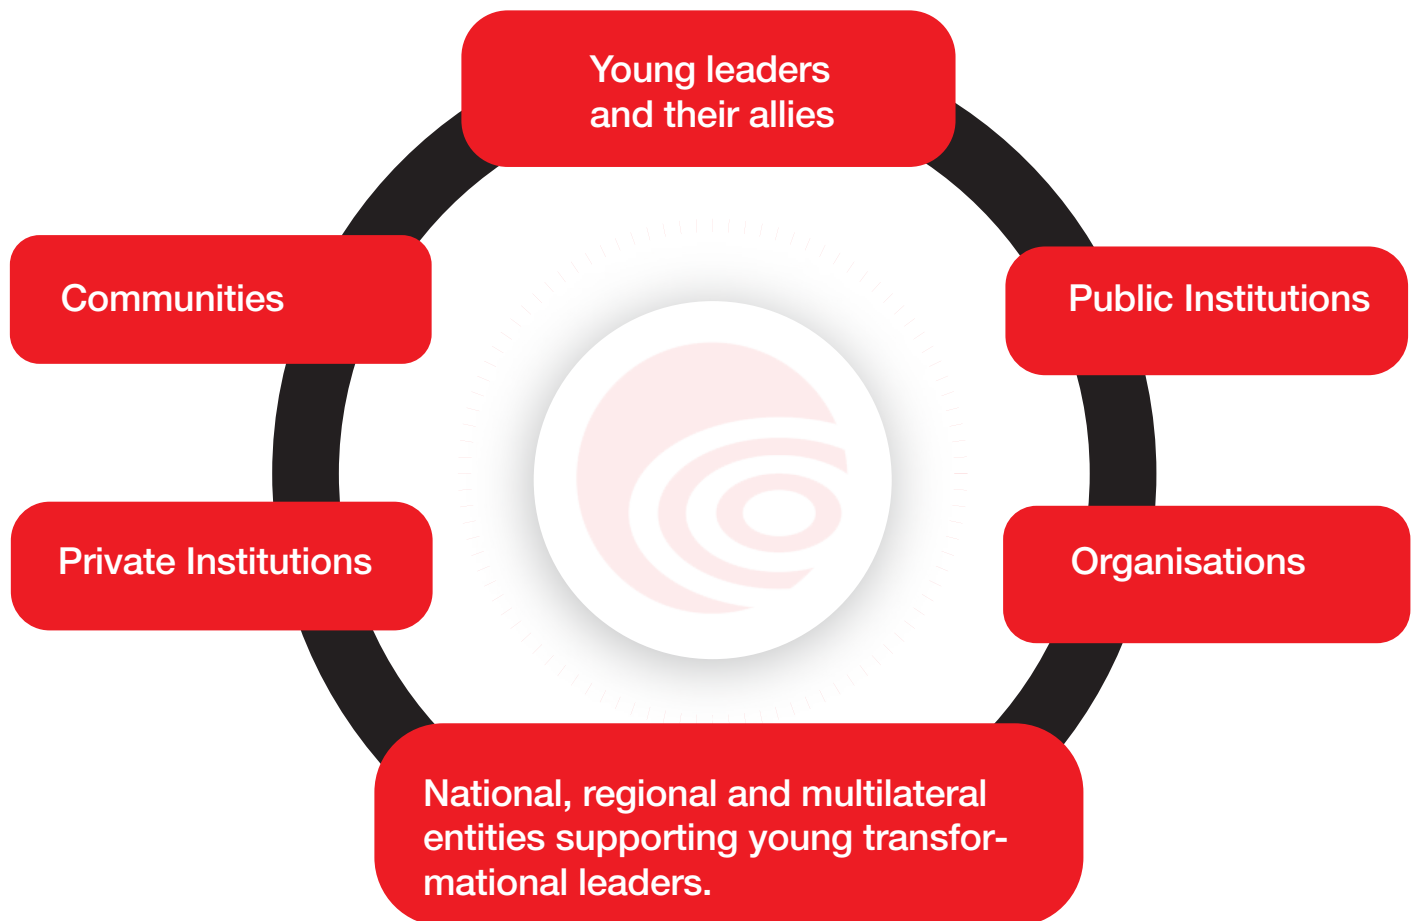 Young leaders
and their allies
Communities
Public Institutions
Private Institutions
Organisations
National, regional and multilateral
entities supporting young transfor-
mational leaders.